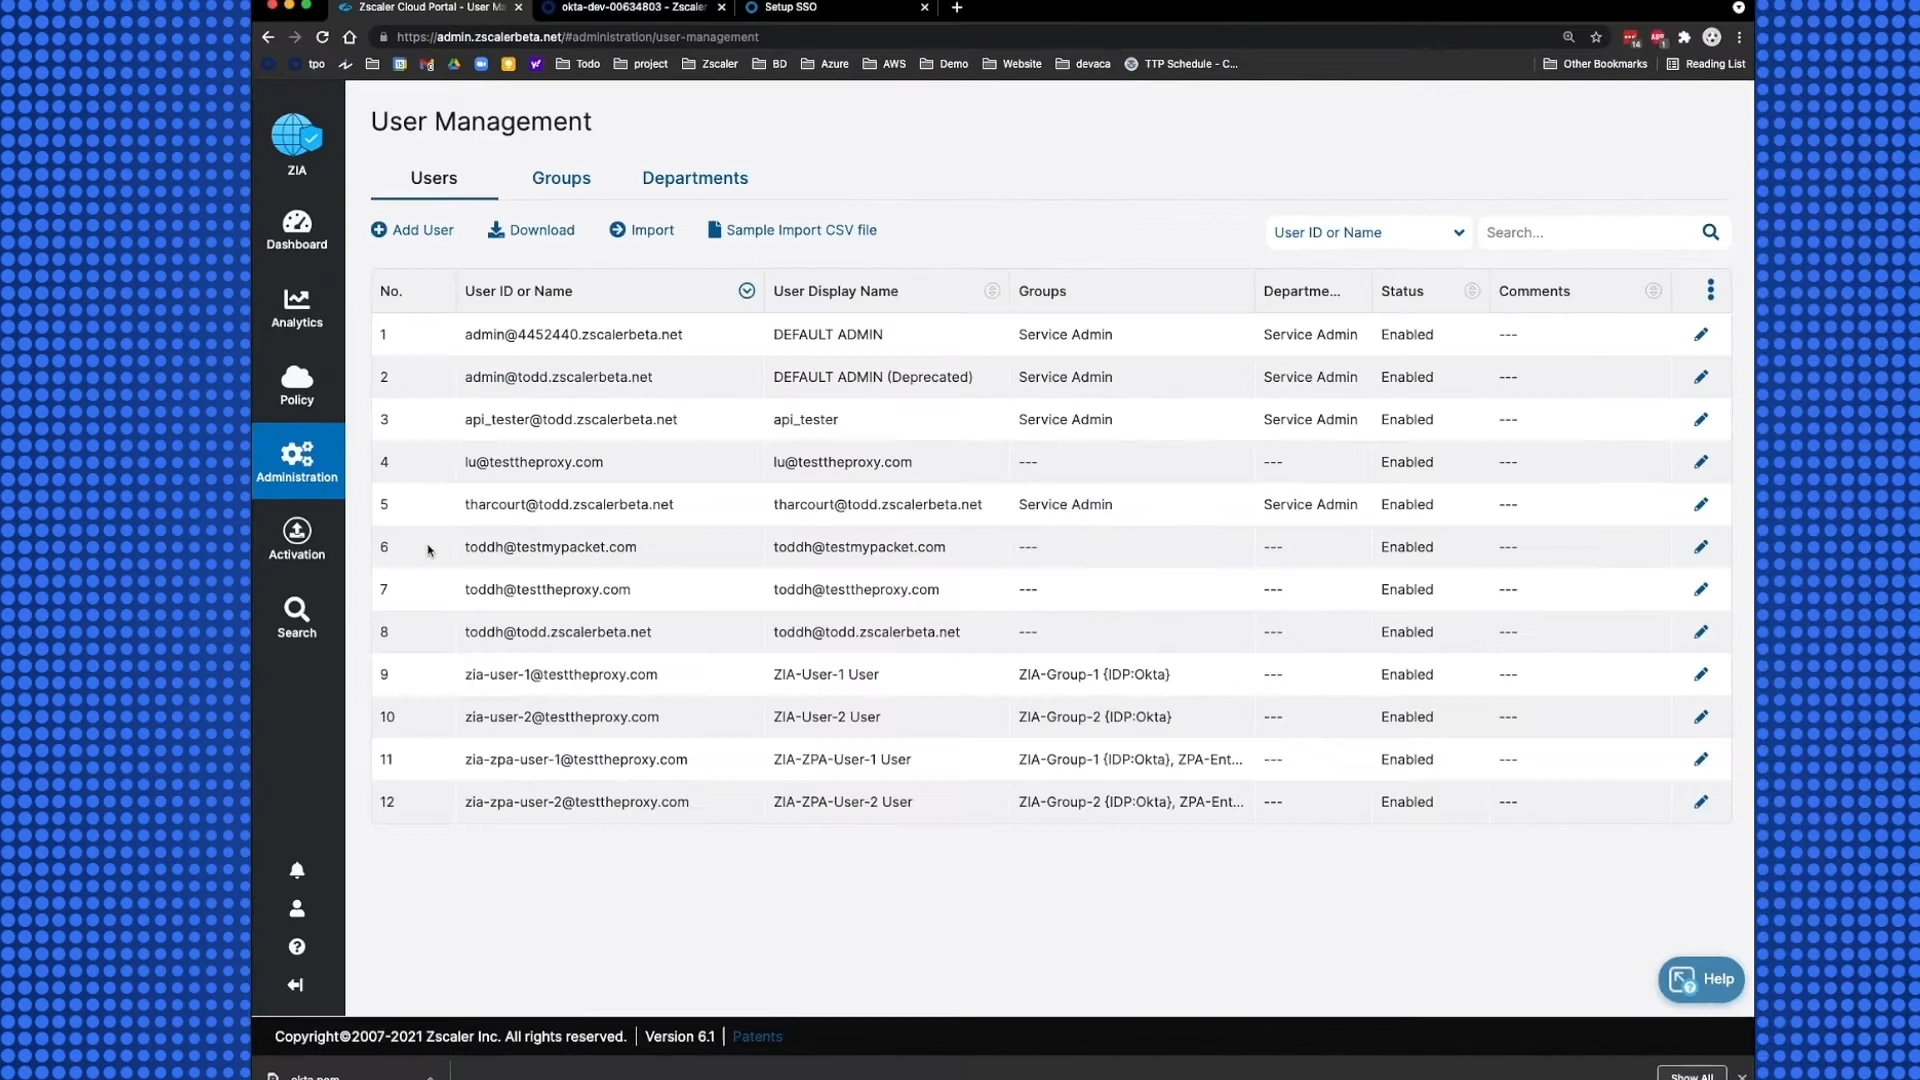 Zscaler Cloud Portal - User Ma
okta-dev-00634803 - Zscaler
Setup SSO
https://admin.zscalerbeta.net/#administration/user-management
tpo
Todo
project
Zscaler
BD
Azure
AWS
Demo
Website
devaca
TTP Schedule - C...
Other Bookmarks
Reading List
ZIA
Dashboard
Analytics
Policy
Administration
Activation
Search
User Management
Users Groups Departments
Add User Download Import Sample Import CSV file
User ID or Name Search...
No. User ID or Name User Display Name Groups Departme... Status Comments
1 admin@4452440.zscalerbeta.net DEFAULT ADMIN Service Admin Service Admin Enabled ---
2 admin@todd.zscalerbeta.net DEFAULT ADMIN (Deprecated) Service Admin Service Admin Enabled ---
3 api_tester@todd.zscalerbeta.net api_tester Service Admin Service Admin Enabled ---
4 lu@testtheproxy.com lu@testtheproxy.com --- --- Enabled ---
5 tharcourt@todd.zscalerbeta.net tharcourt@todd.zscalerbeta.net Service Admin Service Admin Enabled ---
6 toddh@testmypacket.com toddh@testmypacket.com --- --- Enabled ---
7 toddh@testtheproxy.com toddh@testtheproxy.com --- --- Enabled ---
8 toddh@todd.zscalerbeta.net toddh@todd.zscalerbeta.net --- --- Enabled ---
9 zia-user-1@testtheproxy.com ZIA-User-1 User ZIA-Group-1 {IDP:Okta} --- Enabled ---
10 zia-user-2@testtheproxy.com ZIA-User-2 User ZIA-Group-2 {IDP:Okta} --- Enabled ---
11 zia-zpa-user-1@testtheproxy.com ZIA-ZPA-User-1 User ZIA-Group-1 {IDP:Okta}, ZPA-Ent... --- Enabled ---
12 zia-zpa-user-2@testtheproxy.com ZIA-ZPA-User-2 User ZIA-Group-2 {IDP:Okta}, ZPA-Ent... --- Enabled ---
Help
Copyright©2007-2021 Zscaler Inc. All rights reserved. | Version 6.1 | Patents
okta.pem
Show All